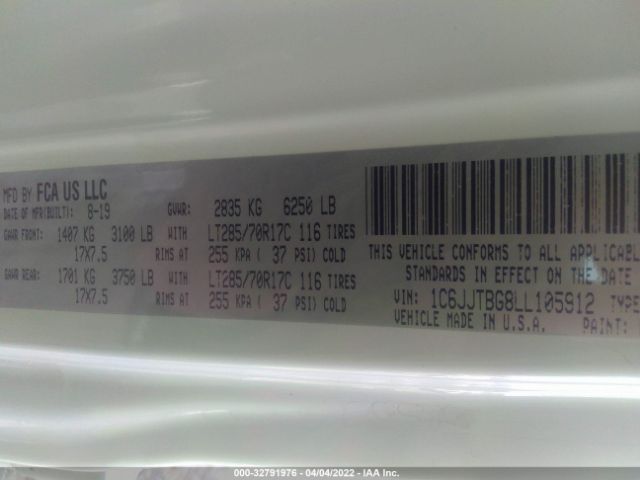 MFD BY FCA US LLC
DATE OF MFR(BUILT): 8-19 GVWR: 2835 KG 6250 LB
GAWR FRONT: 1407 KG 3100 LB WITH LT285/70R17C 116 TIRES
17X7.5 RIMS AT 255 KPA ( 37 PSI) COLD
GAWR REAR: 1701 KG 3750 LB WITH LT285/70R17C 116 TIRES
17X7.5 RIMS AT 255 KPA ( 37 PSI) COLD
THIS VEHICLE CONFORMS TO ALL APPLICABLE
STANDARDS IN EFFECT ON THE DATE
VIN: 1C6JJTBG8LL105912 TYPE
VEHICLE MADE IN U.S.A. PAINT:
000-32791976 - 04/04/2022 - IAA Inc.